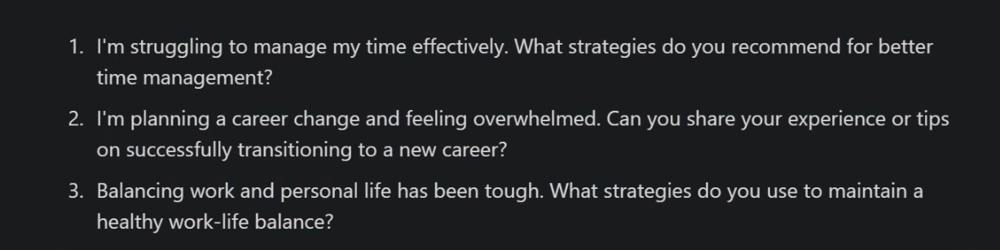 1. I'm struggling to manage my time effectively. What strategies do you recommend for better
time management?
2. I'm planning a career change and feeling overwhelmed. Can you share your experience or tips
on successfully transitioning to a new career?
3. Balancing work and personal life has been tough. What strategies do you use to maintain a
healthy work-life balance?